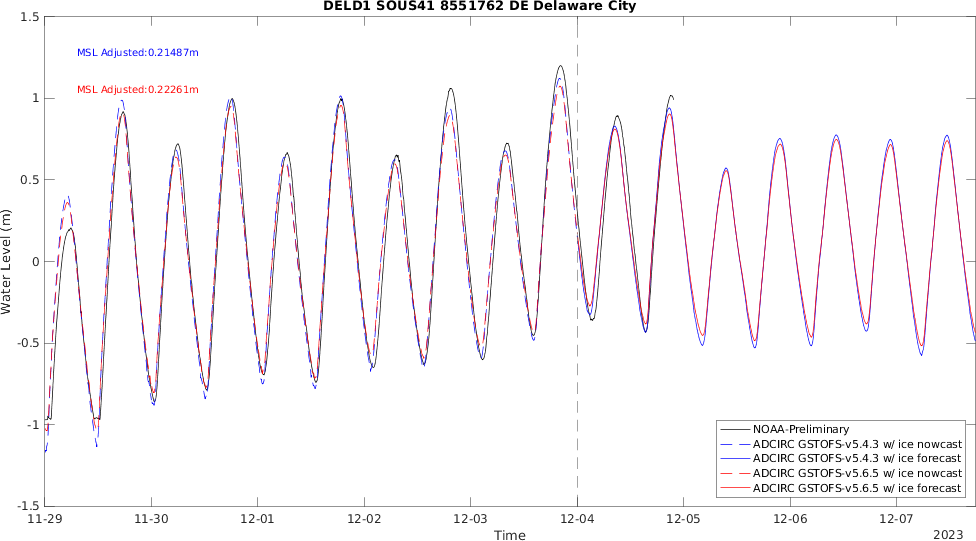 DELD1 SOUS41 8551762 DE Delaware City
1.5
MSL Adjusted:0.21487m
MSL Adjusted:0.22261m
1
0.5
0
-0.5
-1
-1.5
Water Level (m)
NOAA-Preliminary
ADCIRC GSTOFS-v5.4.3 w/ ice nowcast
ADCIRC GSTOFS-v5.4.3 w/ ice forecast
ADCIRC GSTOFS-v5.6.5 w/ ice nowcast
ADCIRC GSTOFS-v5.6.5 w/ ice forecast
11-29 11-30 12-01 12-02 12-03 12-04 12-05 12-06 12-07
Time
2023